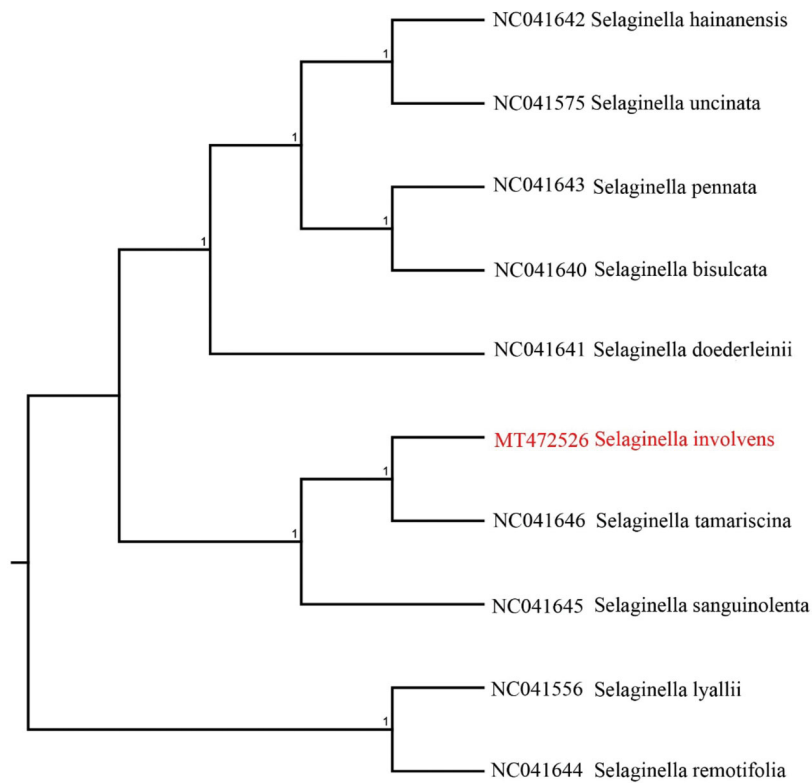 NC041642 Selaginella hainanensis
1
NC041575 Selaginella uncinata
1
NC041643 Selaginella pennata
1
1
NC041640 Selaginella bisulcata
NC041641 Selaginella doederleinii
MT472526 Selaginella involvens
1
NC041646 Selaginella tamariscina
1
NC041645 Selaginella sanguinolenta
NC041556 Selaginella lyallii
1
NC041644 Selaginella remotifolia